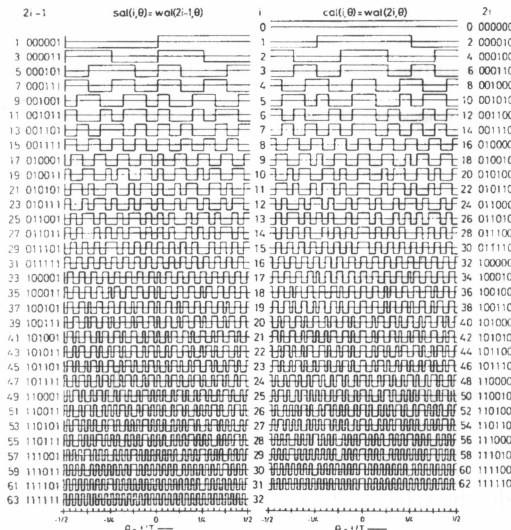 2i -1 sal(i,θ)= wal(2i-1,θ) i cal(i,θ)= wal(2i,θ) 2i
0 0 000000
1 000001 1 2 000010
3 000011 2 4 000100
5 000101 3 6 000110
7 000111 4 8 001000
9 001001 5 10 001010
11 001011 6 12 001100
13 001101 7 14 001110
15 001111 8 16 010000
17 010001 9 18 010010
19 010011 10 20 010100
21 010101 11 22 010110
23 010111 12 24 011000
25 011001 13 26 011010
27 011011 14 28 011100
29 011101 15 30 011110
31 011111 16 32 100000
23 100001 17 34 100010
35 100011 18 36 100100
37 100101 19 38 100110
39 100111 20 40 101000
41 101001 21 42 101010
43 101011 22 44 101100
45 101101 23 46 101110
47 101111 24 48 110000
49 110001 25 50 110010
51 110011 26 52 110100
53 110101 27 54 110110
55 110111 28 56 111000
57 111001 29 58 111010
59 111011 30 60 111100
61 111101 31 62 111110
63 111111 32
-1/2 -1/4 0 1/4 1/2 -1/2 -1/4 0 1/4 1/2